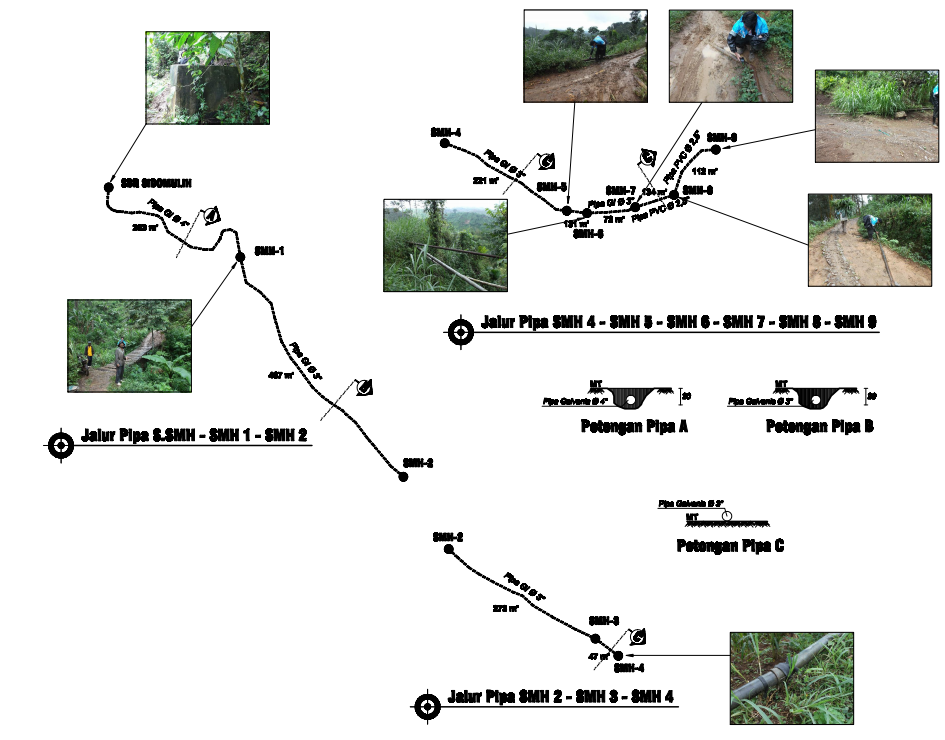 SBR SIDOMULIH
Pipa GI Ø 4"
SMH-1
Pipa GI Ø 3"
467 m'
SMH-2
Jalur Pipa S.SMH - SMH 1 - SMH 2
SMH-4
Pipa GI Ø 3"
221 m'
SMH-5
131 m'
SMH-6
Pipa GI Ø 3"
72 m'
SMH-7
134 m'
Pipa PVC Ø 2,5"
SMH-8
Pipa PVC Ø 2,5"
112 m'
SMH-9
Jalur Pipa SMH 4 - SMH 5 - SMH 6 - SMH 7 - SMH 8 - SMH 9
MT
Pipa Galvanis Ø 4"
Potongan Pipa A
MT
Pipa Galvanis Ø 3"
Potongan Pipa B
Pipa Galvanis Ø 3"
MT
Potongan Pipa C
SMH-2
Pipa GI Ø 3"
SMH-3
47 m'
SMH-4
Jalur Pipa SMH 2 - SMH 3 - SMH 4